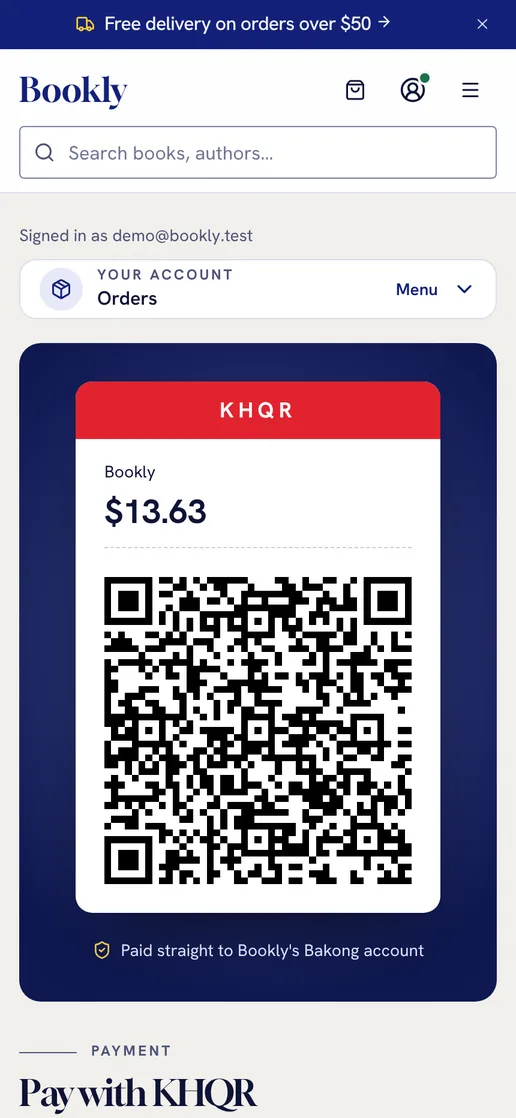 Free delivery on orders over $50 →
Bookly
Search books, authors...
Signed in as demo@bookly.test
YOUR ACCOUNT
Orders
Menu
KHQR
Bookly
$13.63
Paid straight to Bookly's Bakong account
PAYMENT
Pay with KHQR